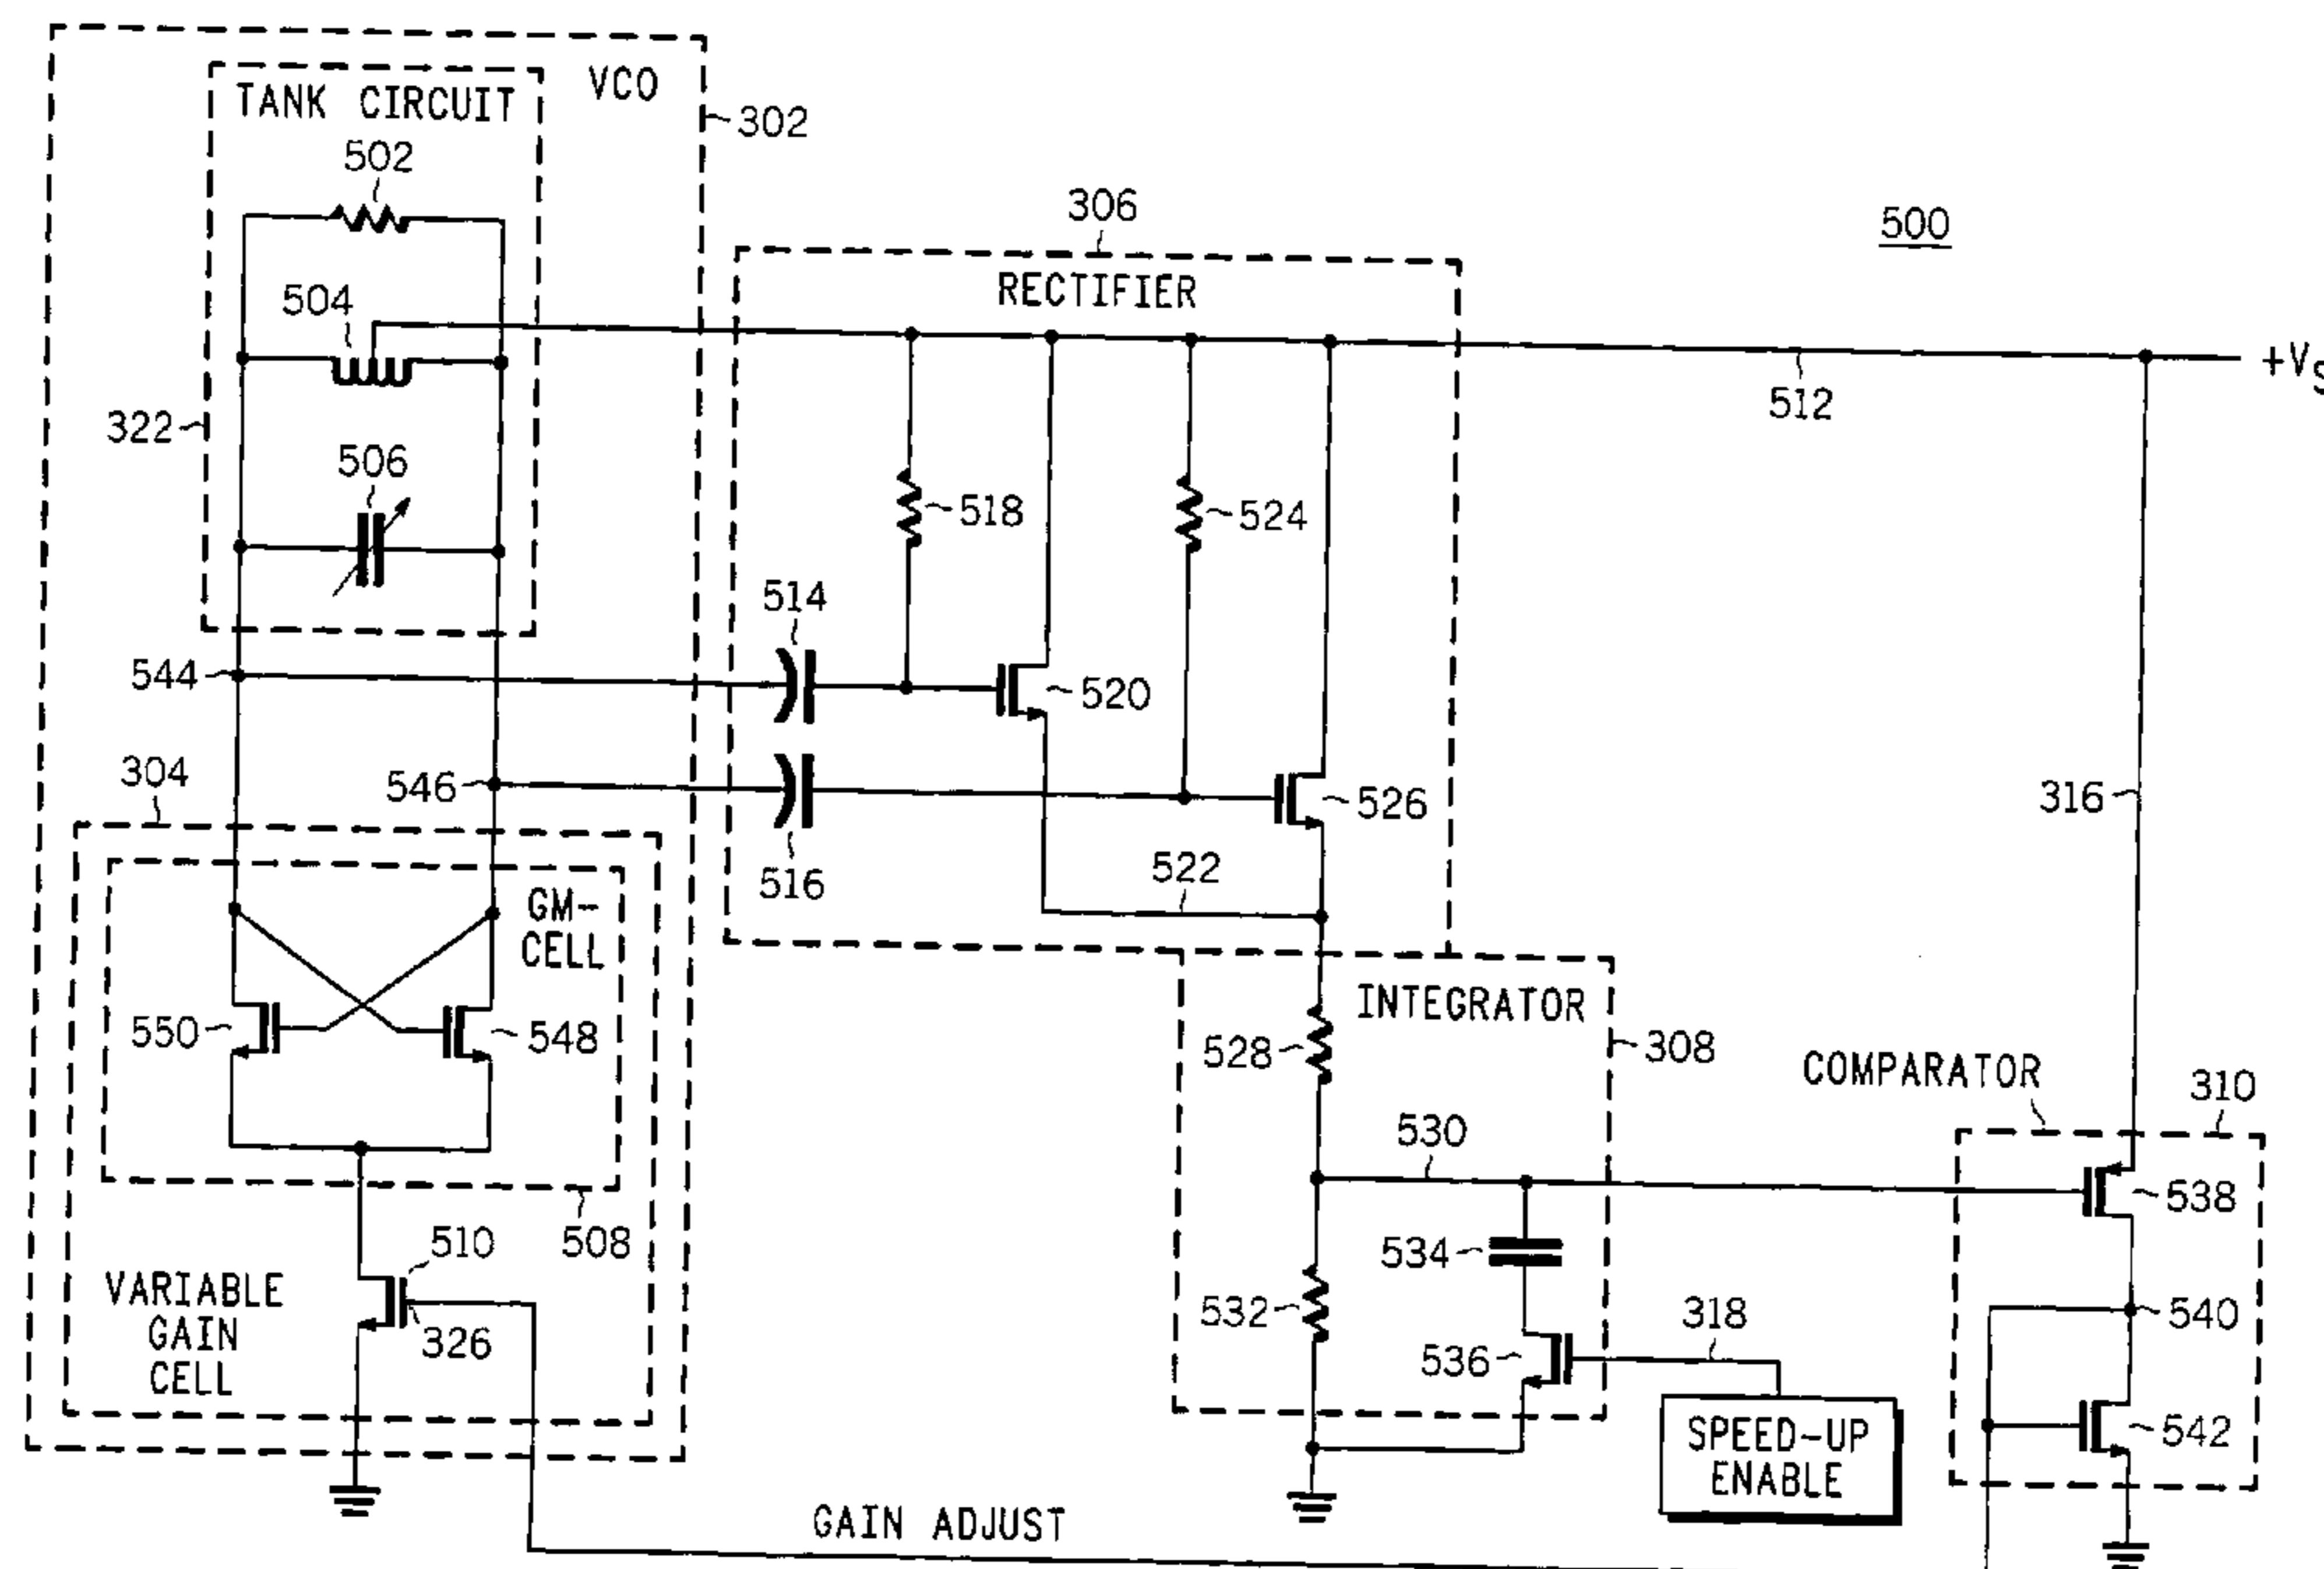 TANK CIRCUIT
VCO
302
502
306
500
RECTIFIER
504
+VS
512
322
506
518
524
514
544
520
316
304
546
526
516
522
GM-
CELL
INTEGRATOR
550
548
528
308
COMPARATOR
310
530
538
508
510
534
VARIABLE
GAIN
CELL
326
532
318
540
536
SPEED-UP
ENABLE
542
GAIN ADJUST